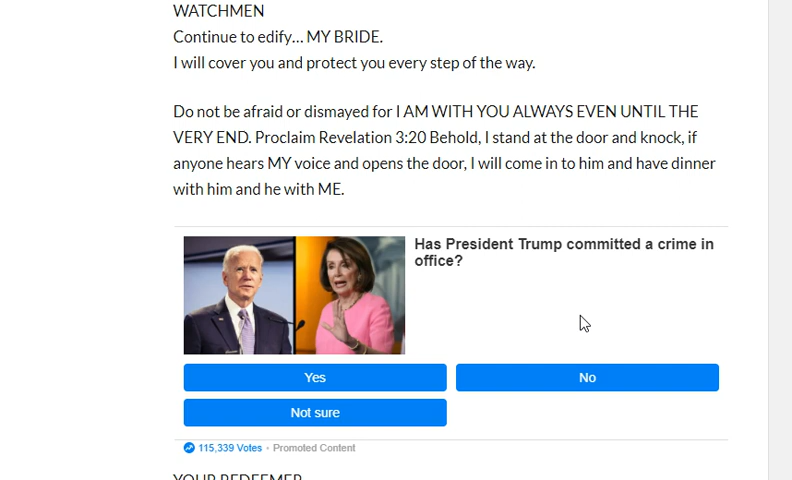 WATCHMEN
Continue to edify... MY BRIDE.
I will cover you and protect you every step of the way.
Do not be afraid or dismayed for I AM WITH YOU ALWAYS EVEN UNTIL THE
VERY END. Proclaim Revelation 3:20 Behold, I stand at the door and knock, if
anyone hears MY voice and opens the door, I will come in to him and have dinner
with him and he with ME.
Has President Trump committed a crime in
office?
Yes
No
Not sure
115,339 Votes • Promoted Content
YOUR REDEEMER